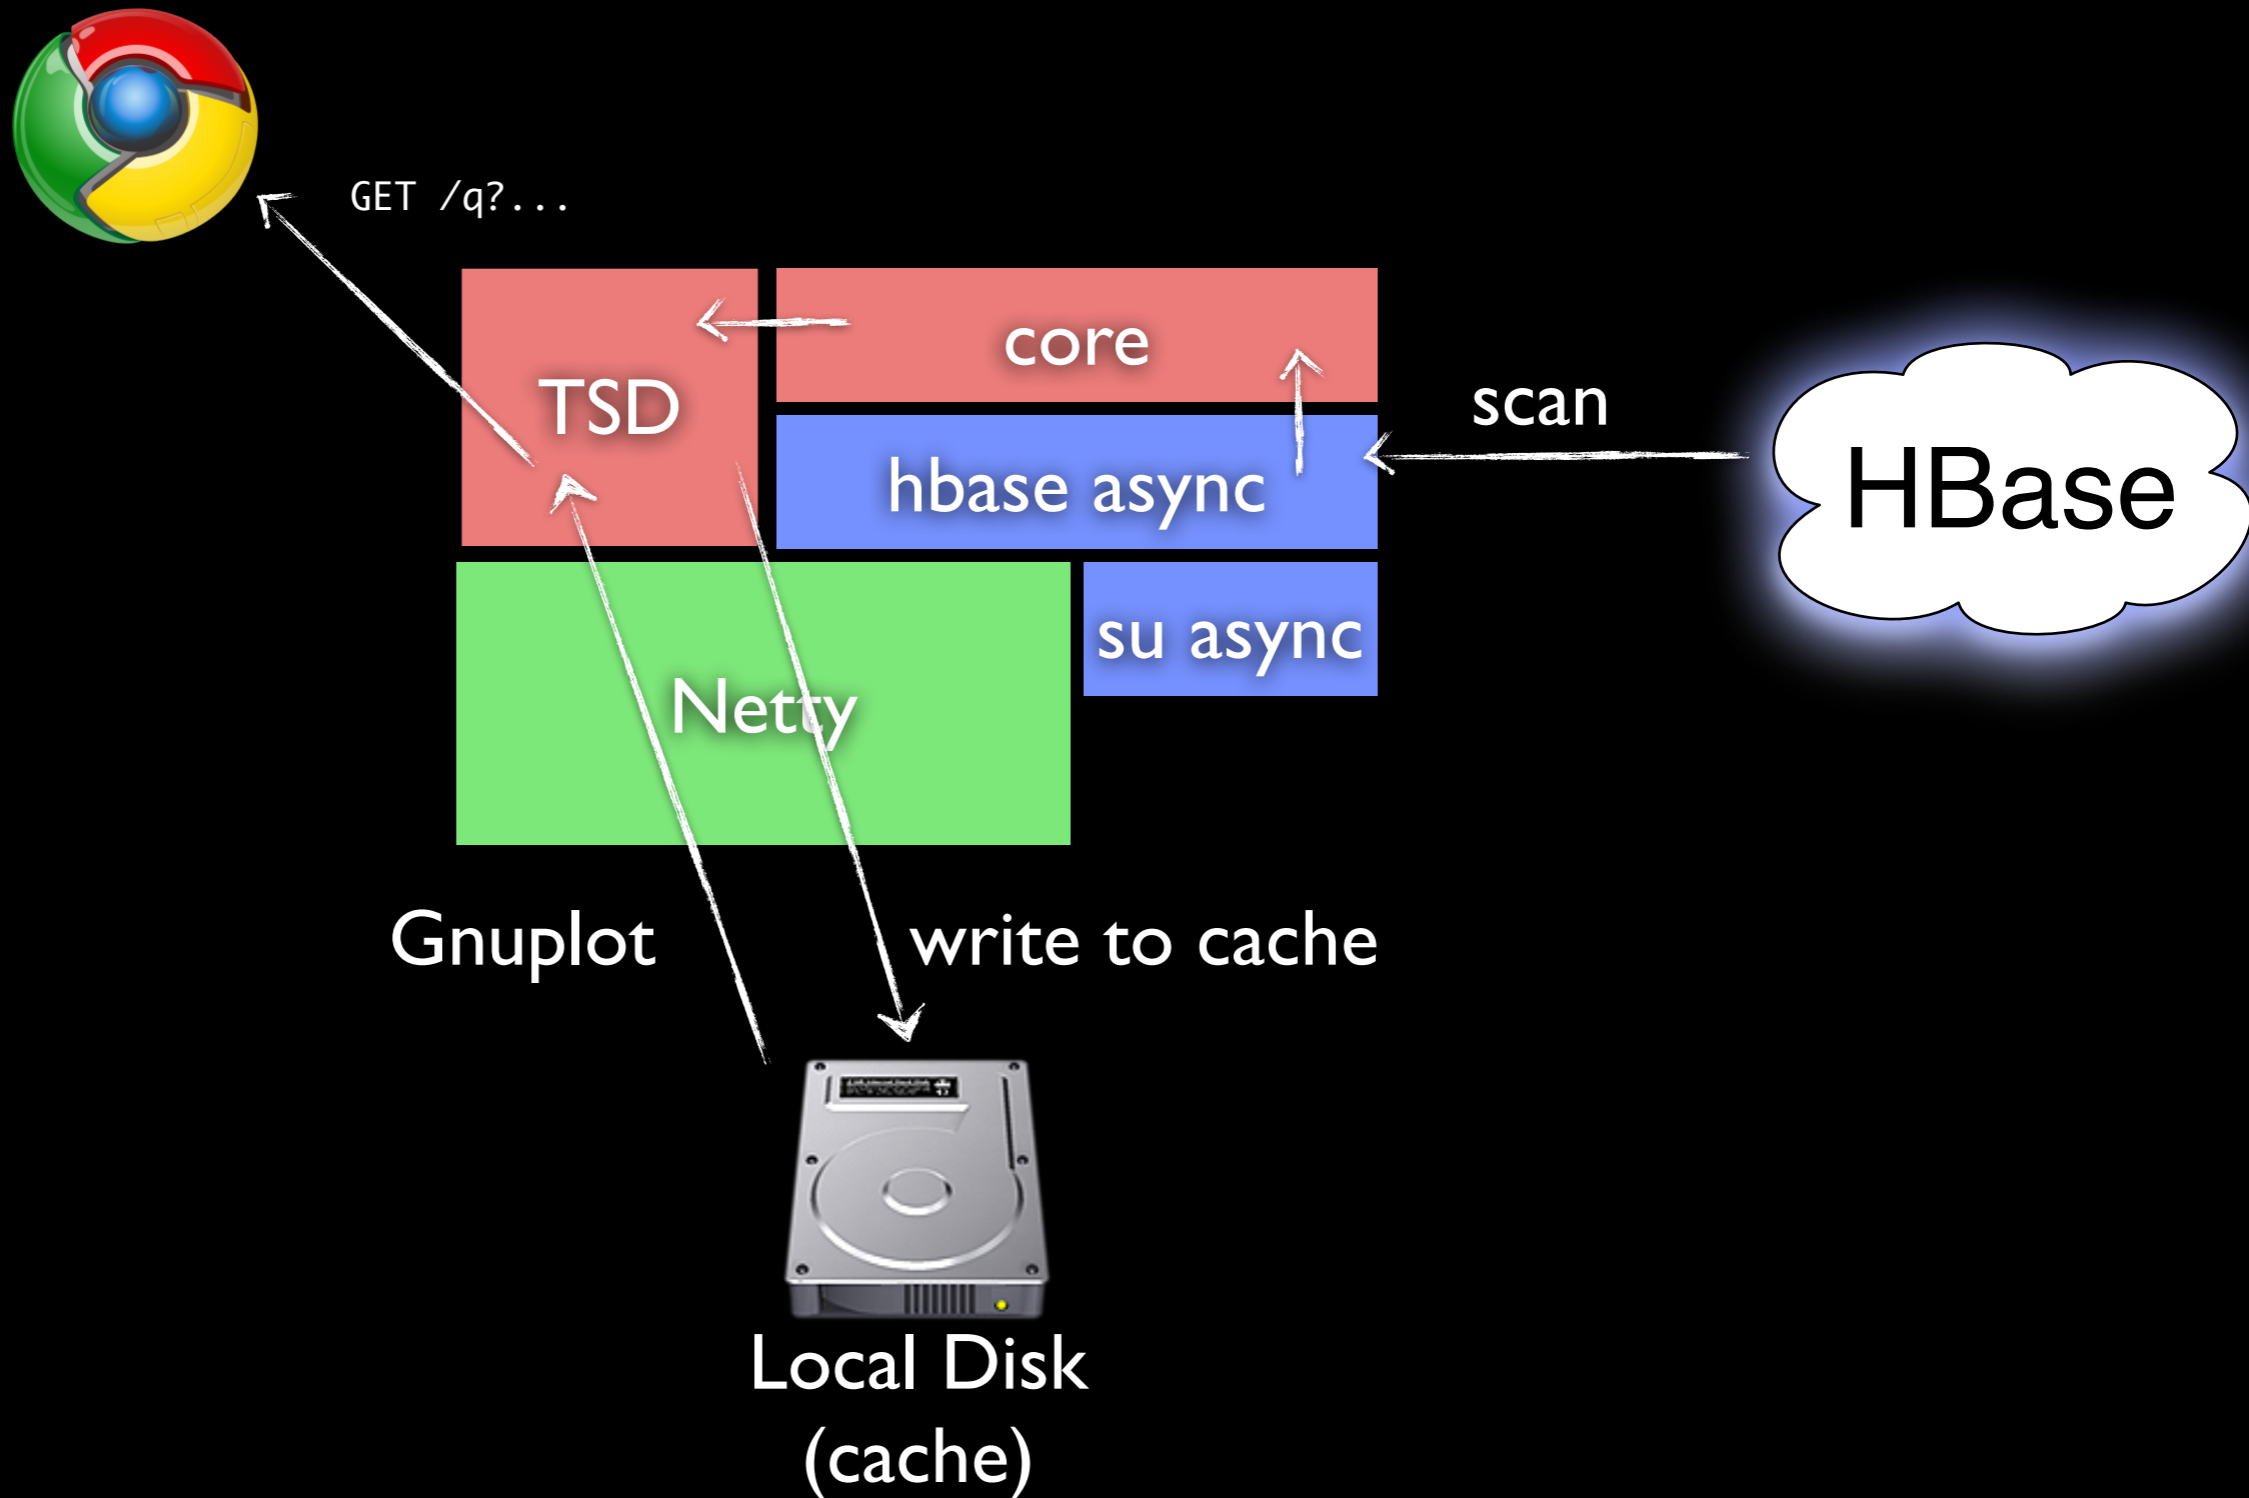 GET /q?...
core
TSD
scan
hbase async
HBase
su async
Netty
Gnuplot
write to cache
Local Disk
(cache)